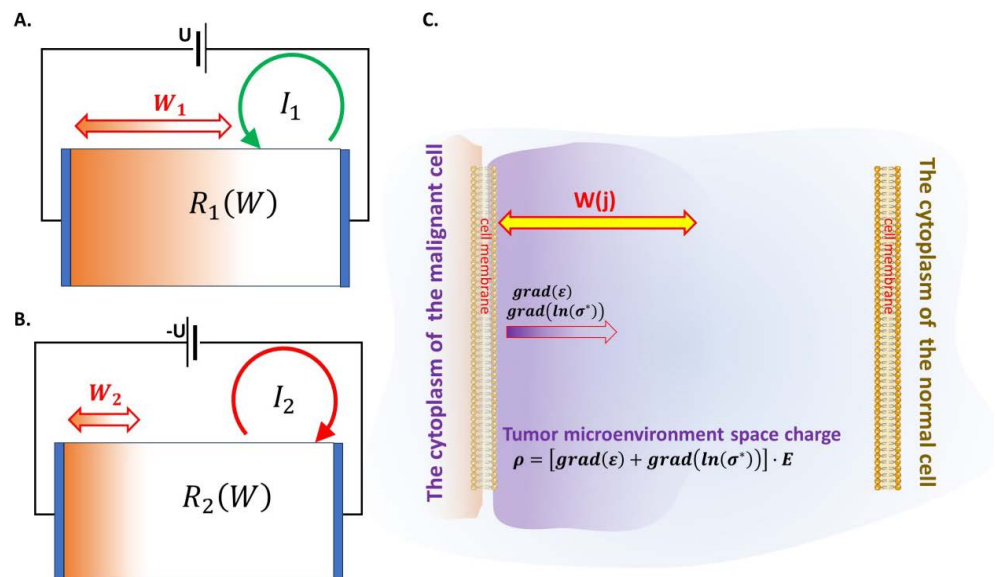 A.
U
W₁
I₁
R₁(W)
B.
-U
W₂
I₂
R₂(W)
C.
The cytoplasm of the malignant cell
cell membrane
W(j)
grad(ε)
grad(ln(σ*))
Tumor microenvironment space charge
ρ = [grad(ε) + grad(ln(σ*))] · E
cell membrane
The cytoplasm of the normal cell